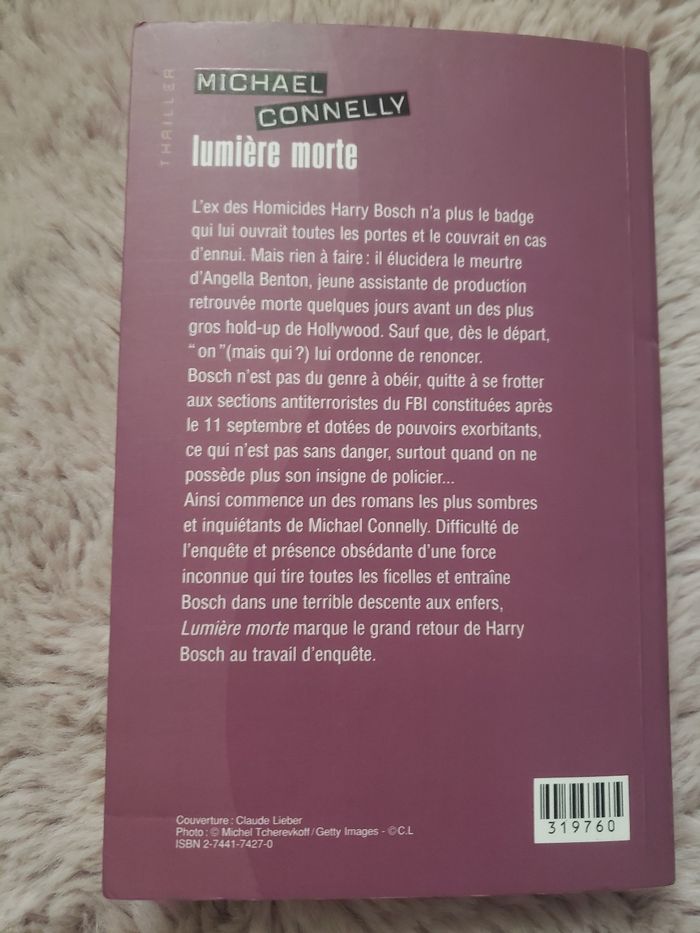 THRILLER
MICHAEL
CONNELLY
lumière morte
L'ex des Homicides Harry Bosch n'a plus le badge
qui lui ouvrait toutes les portes et le couvrait en cas
d'ennui. Mais rien à faire : il élucidera le meurtre
d'Angella Benton, jeune assistante de production
retrouvée morte quelques jours avant un des plus
gros hold-up de Hollywood. Sauf que, dès le départ,
“on”(mais qui ?) lui ordonne de renoncer.
Bosch n'est pas du genre à obéir, quitte à se frotter
aux sections antiterroristes du FBI constituées après
le 11 septembre et dotées de pouvoirs exorbitants,
ce qui n'est pas sans danger, surtout quand on ne
possède plus son insigne de policier...
Ainsi commence un des romans les plus sombres
et inquiétants de Michael Connelly. Difficulté de
l'enquête et présence obsédante d'une force
inconnue qui tire toutes les ficelles et entraîne
Bosch dans une terrible descente aux enfers,
Lumière morte marque le grand retour de Harry
Bosch au travail d'enquête.
Couverture : Claude Lieber
Photo : © Michel Tcherevkoff / Getty Images - © C.L
ISBN 2-7441-7427-0
319760